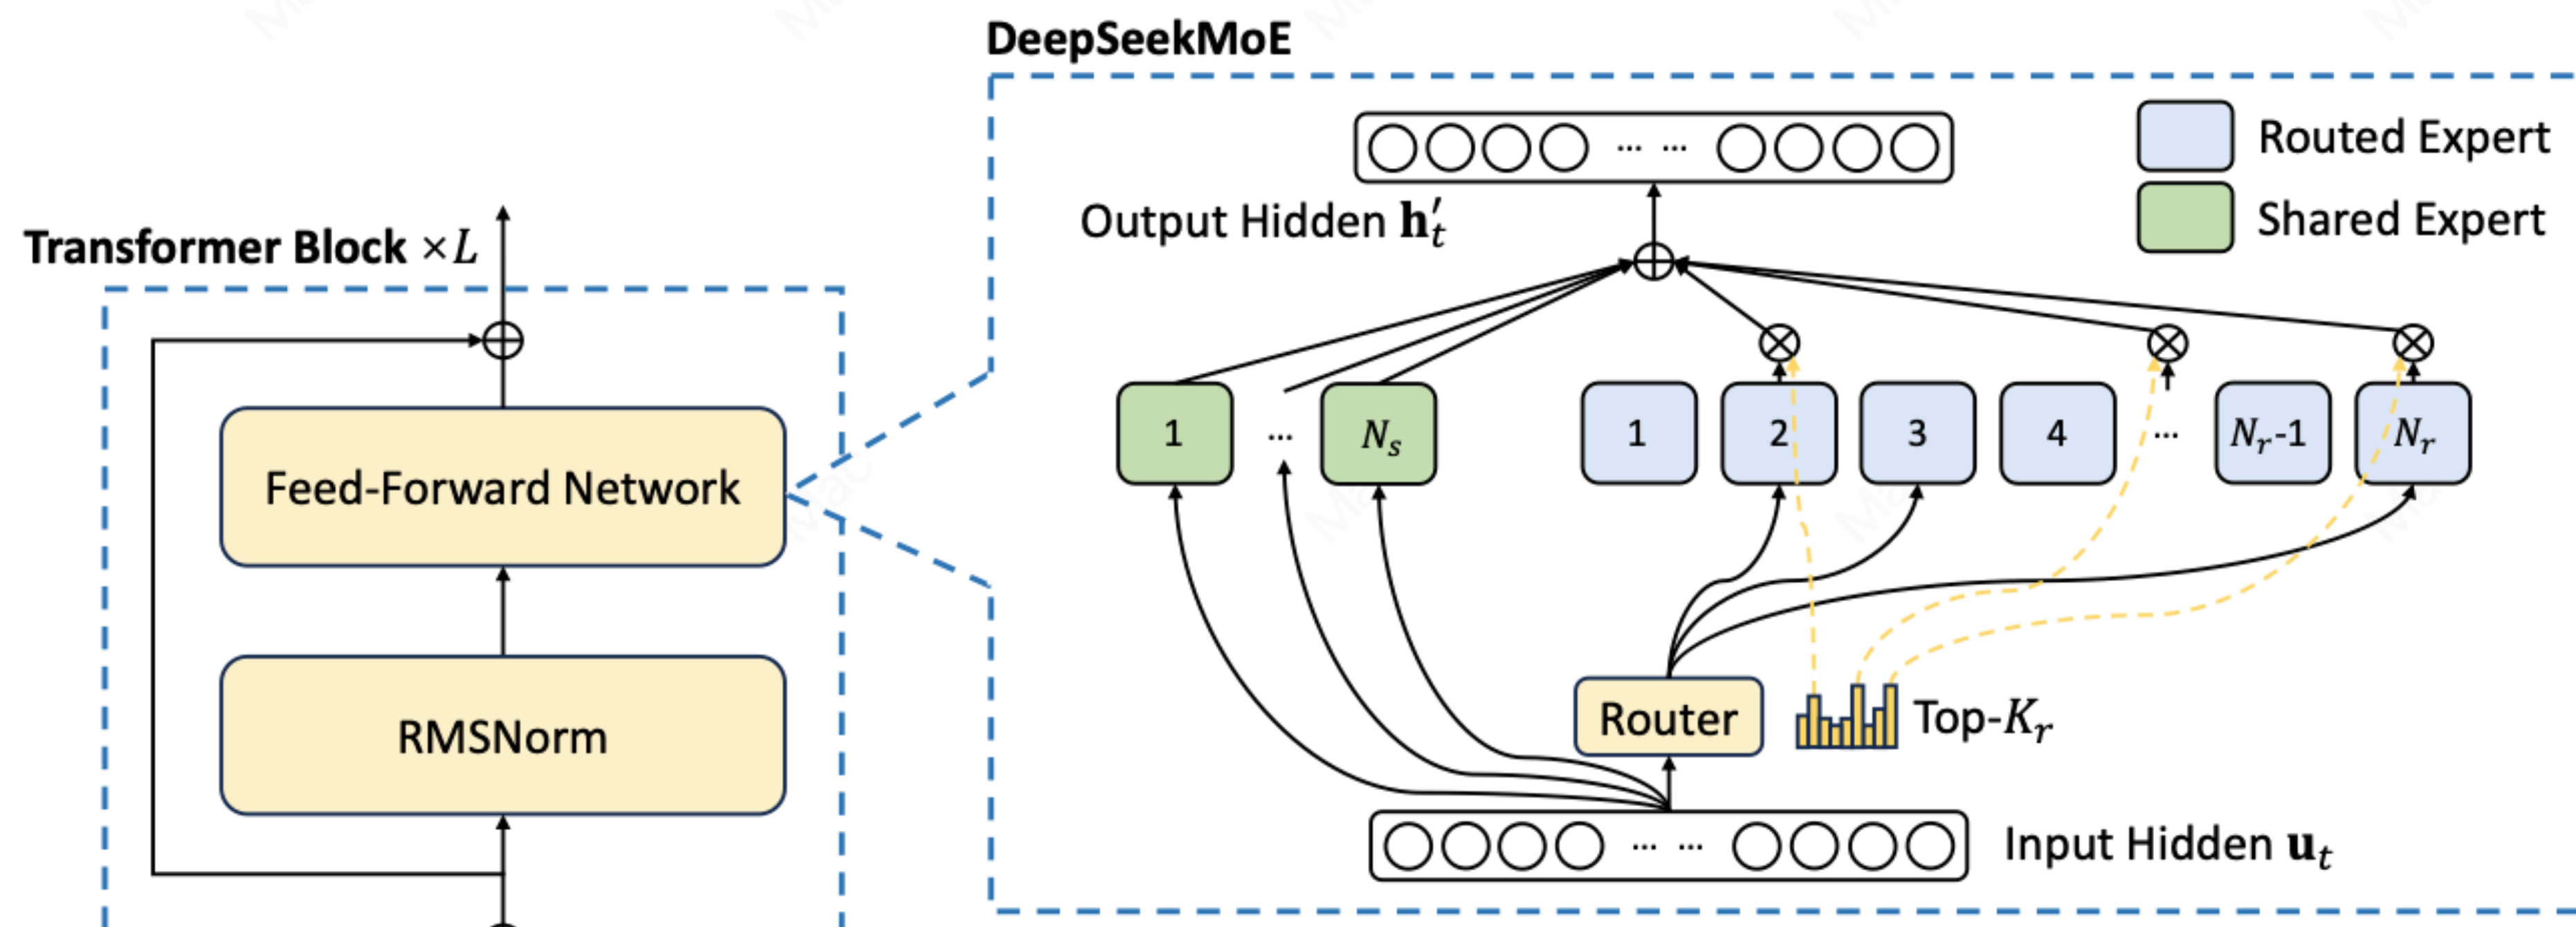 DeepSeekMoE
Routed Expert
Shared Expert
Output Hidden 𝐡′ₜ
Transformer Block ×L
1
...
Nₛ
1
2
3
4
...
Nᵣ-1
Nᵣ
Feed-Forward Network
RMSNorm
Router
Top-Kᵣ
Input Hidden 𝐮ₜ